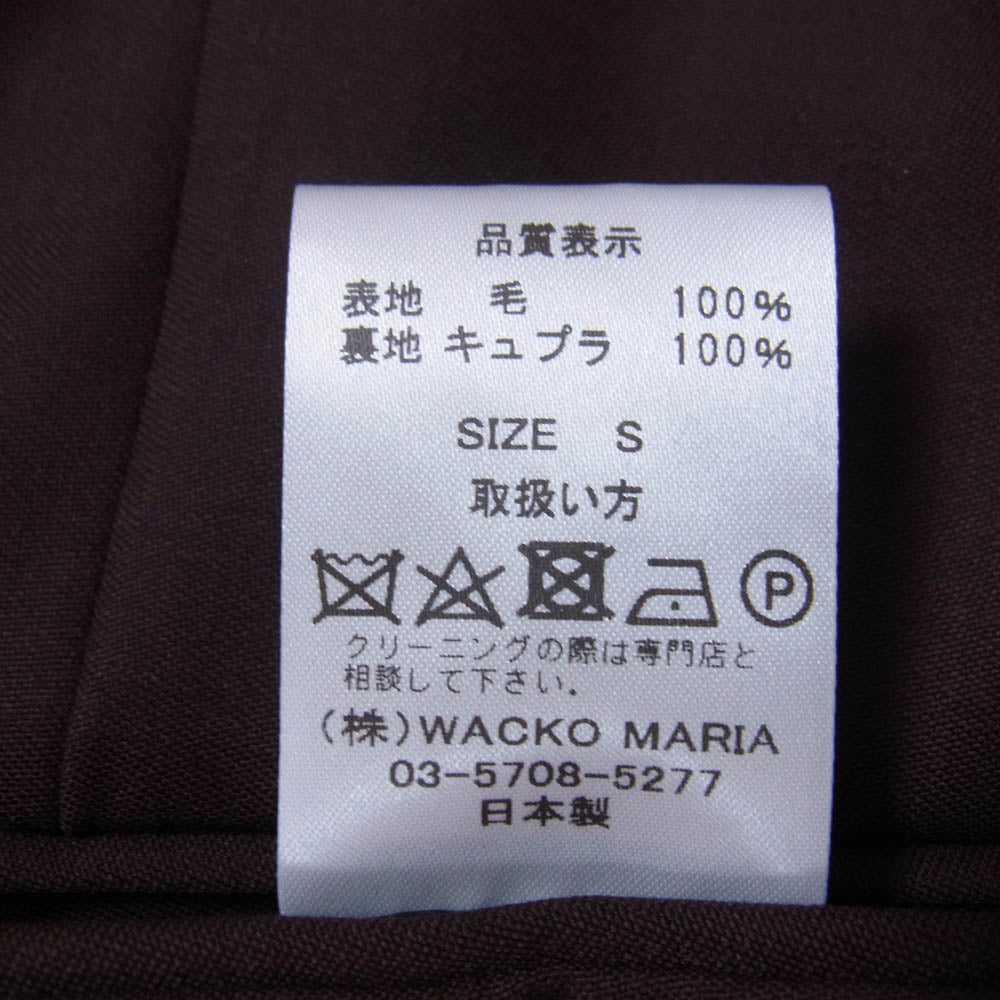 品質表示
表地 毛 100%
裏地 キュプラ 100%
SIZE S
取扱い方
P
クリーニングの際は専門店と
相談して下さい.
(株)WACKO MARIA
03-5708-5277
日本製